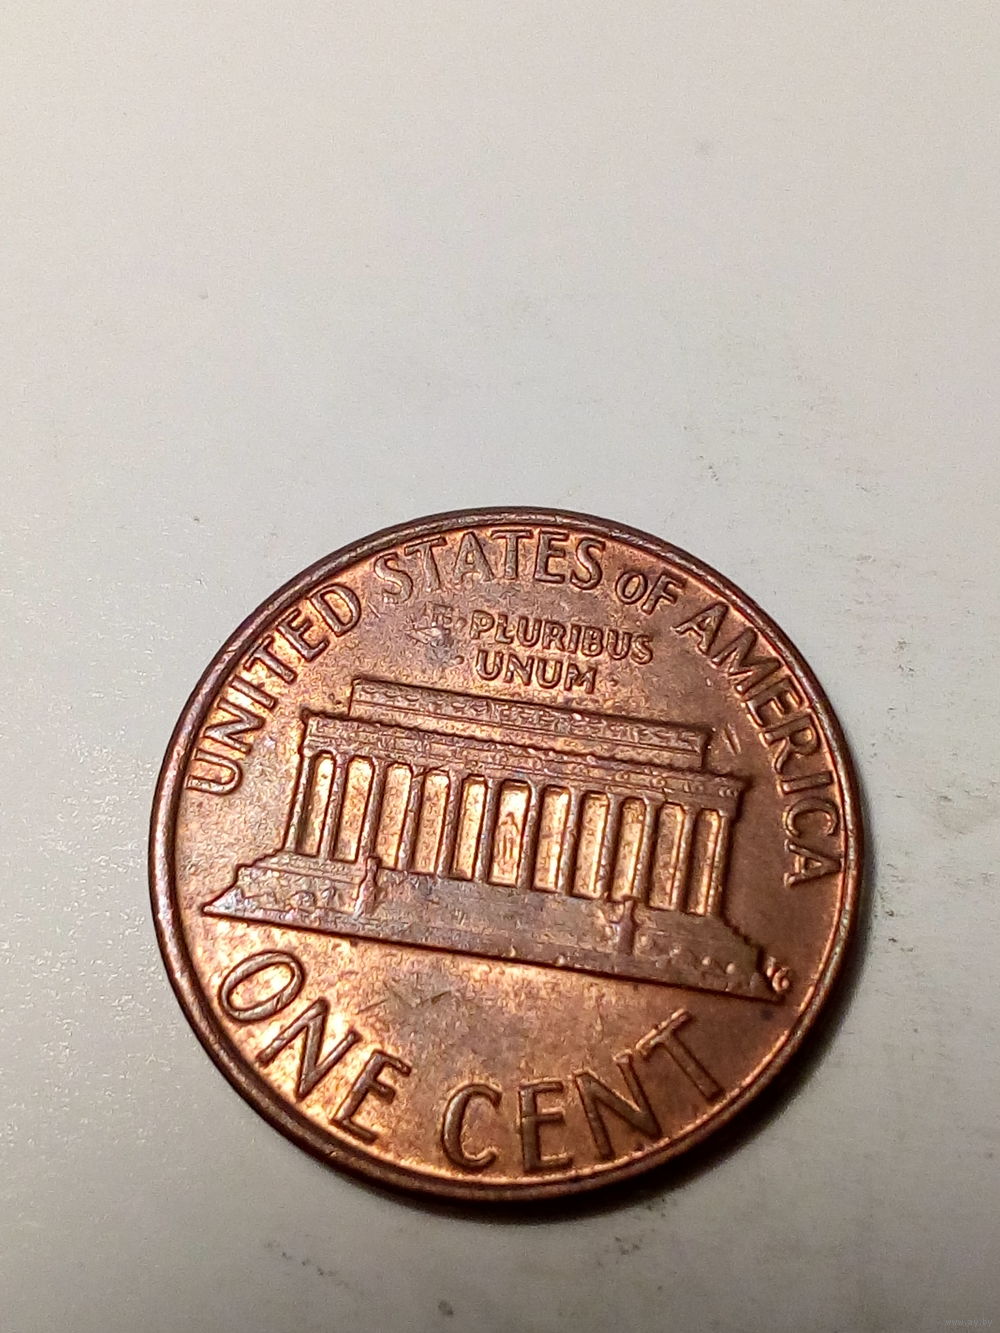 UNITED STATES OF AMERICA
E PLURIBUS
UNUM
ONE CENT